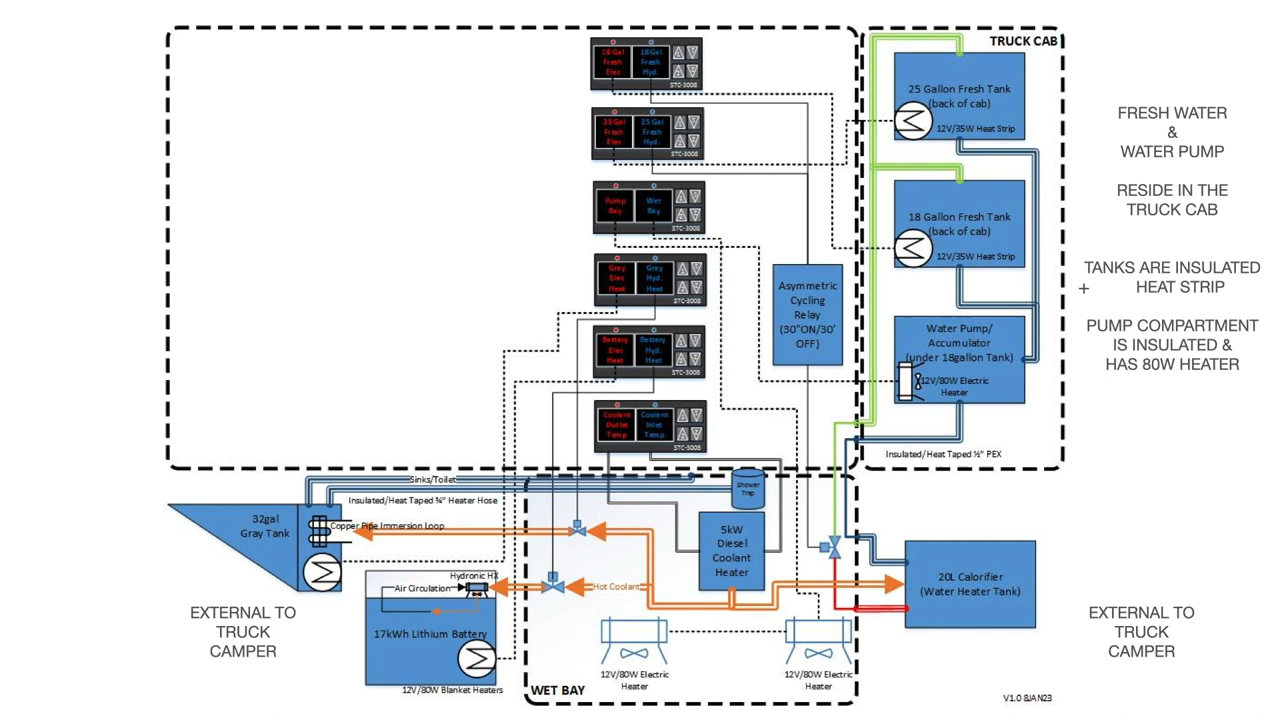 TRUCK CAB
18 Gal
Fresh
Elec
18 Gal
Fresh
Hyd.
STC-3008
25 Gal
Fresh
Elec
25 Gal
Fresh
Hyd.
STC-3008
Pump
Bay
Wet
Bay
STC-3008
Grey
Elec
Heat
Grey
Hyd.
Heat
STC-3008
Battery
Elec
Heat
Battery
Hyd.
Heat
STC-3008
Coolant
Outlet
Temp
Coolant
Inlet
Temp
STC-3008
Asymmetric
Cycling
Relay
(30"ON/30'
OFF)
25 Gallon Fresh Tank
(back of cab)
12V/35W Heat Strip
18 Gallon Fresh Tank
(back of cab)
12V/35W Heat Strip
Water Pump/
Accumulator
(under 18gallon Tank)
12V/80W Electric
Heater
Insulated/Heat Taped ½" PEX
FRESH WATER
&
WATER PUMP
RESIDE IN THE
TRUCK CAB
TANKS ARE INSULATED
+ HEAT STRIP
PUMP COMPARTMENT
IS INSULATED &
HAS 80W HEATER
Sinks/Toilet
Insulated/Heat Taped ¾" Heater Hose
Shower
Trap
32gal
Gray Tank
Copper Pipe Immersion Loop
5kW
Diesel
Coolant
Heater
Hydronic HX
Air Circulation
Hot Coolant
20L Calorifier
(Water Heater Tank)
17kWh Lithium Battery
12V/80W Blanket Heaters
EXTERNAL TO
TRUCK
CAMPER
12V/80W Electric
Heater
12V/80W Electric
Heater
WET BAY
EXTERNAL TO
TRUCK
CAMPER
V1.0 8JAN23